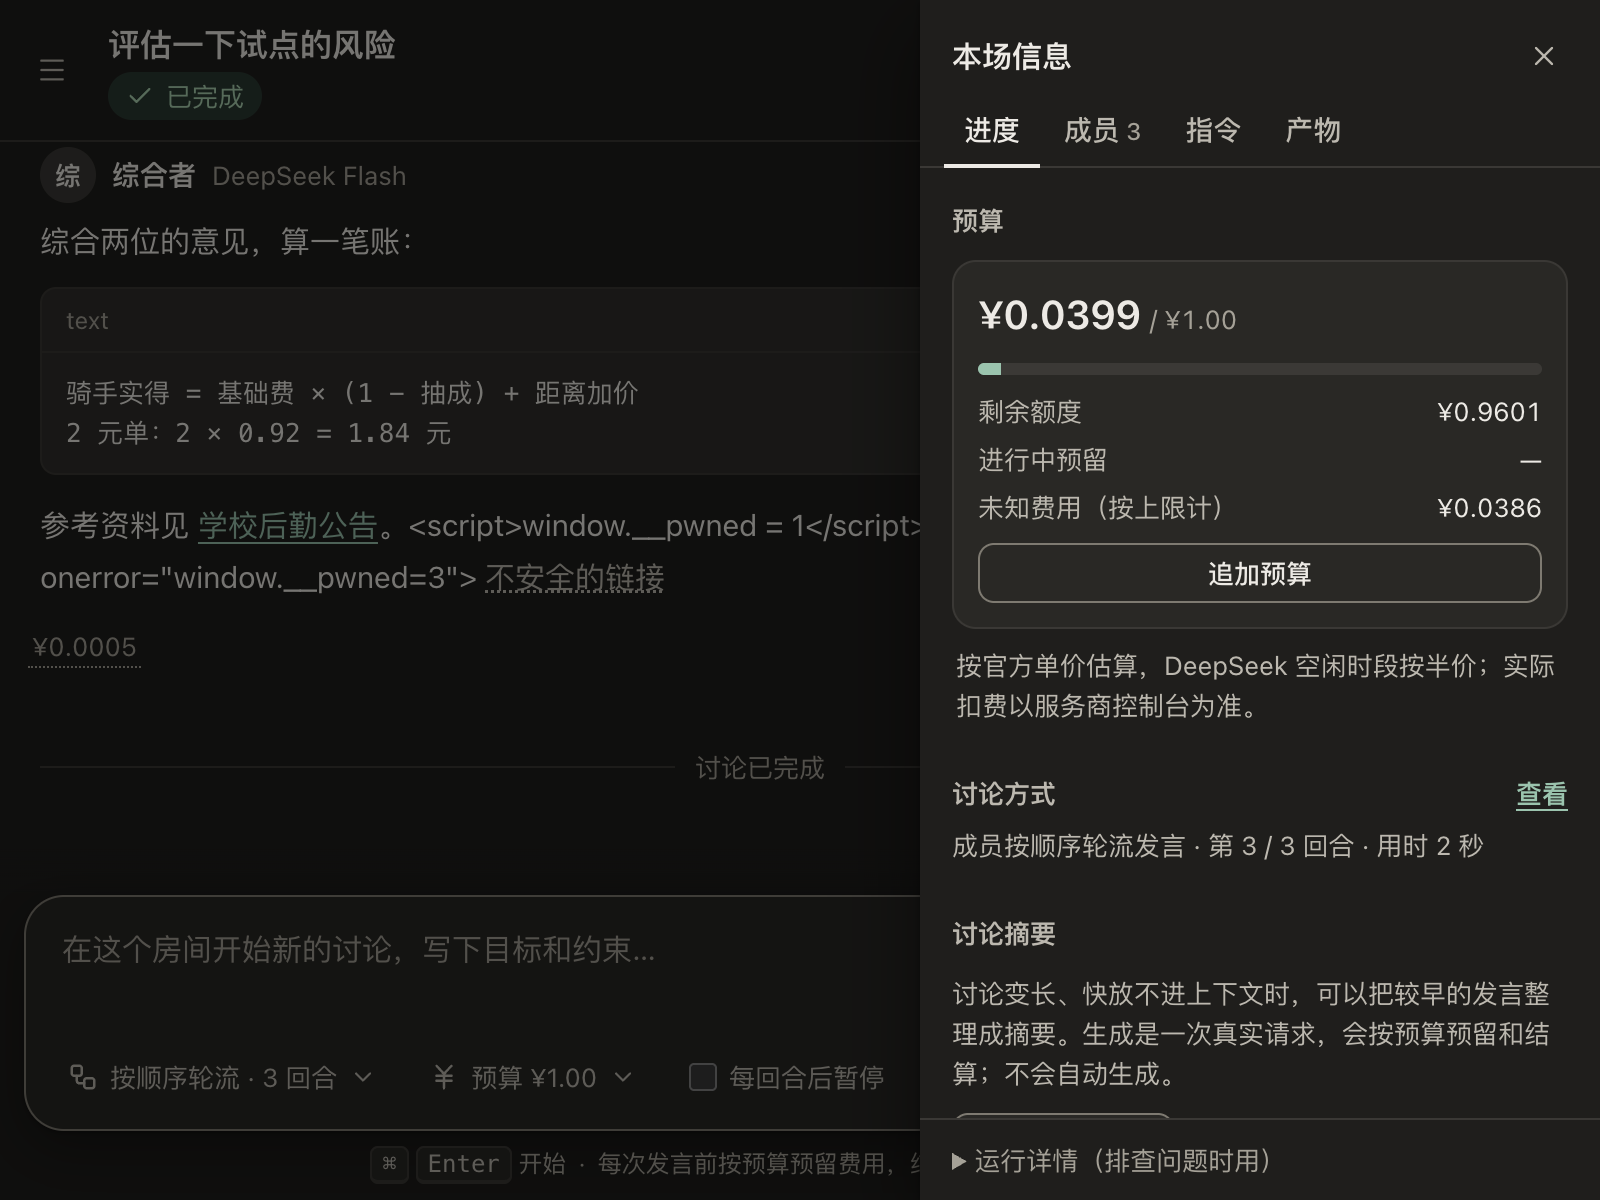 评估一下试点的风险
已完成
综 综合者 DeepSeek Flash
综合两位的意见，算一笔账：
text
骑手实得 = 基础费 × (1 − 抽成) + 距离加价
2 元单：2 × 0.92 = 1.84 元
参考资料见 学校后勤公告。<script>window.__pwned = 1</script>
onerror="window.__pwned=3"> 不安全的链接
¥0.0005
讨论已完成
在这个房间开始新的讨论，写下目标和约束...
按顺序轮流 · 3 回合
¥ 预算 ¥1.00
每回合后暂停
⌘ Enter 开始 · 每次发言前按预算预留费用，
本场信息
进度 成员 3 指令 产物
预算
¥0.0399 / ¥1.00
剩余额度 ¥0.9601
进行中预留 —
未知费用（按上限计） ¥0.0386
追加预算
按官方单价估算，DeepSeek 空闲时段按半价；实际
扣费以服务商控制台为准。
讨论方式 查看
成员按顺序轮流发言 · 第 3 / 3 回合 · 用时 2 秒
讨论摘要
讨论变长、快放不进上下文时，可以把较早的发言整
理成摘要。生成是一次真实请求，会按预算预留和结
算；不会自动生成。
▶ 运行详情（排查问题时用）